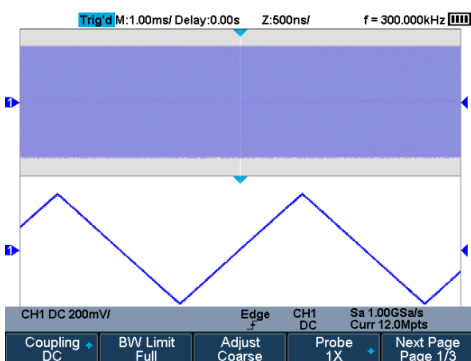 Trig'd M:1.00ms/ Delay:0.00s Z:500ns/ f = 300.000kHz
1
1
CH1 DC 200mV/ Edge CH1 Sa 1.00GSa/s
DC Curr 12.0Mpts
Coupling BW Limit Adjust Probe Next Page
DC Full Coarse 1X Page 1/3